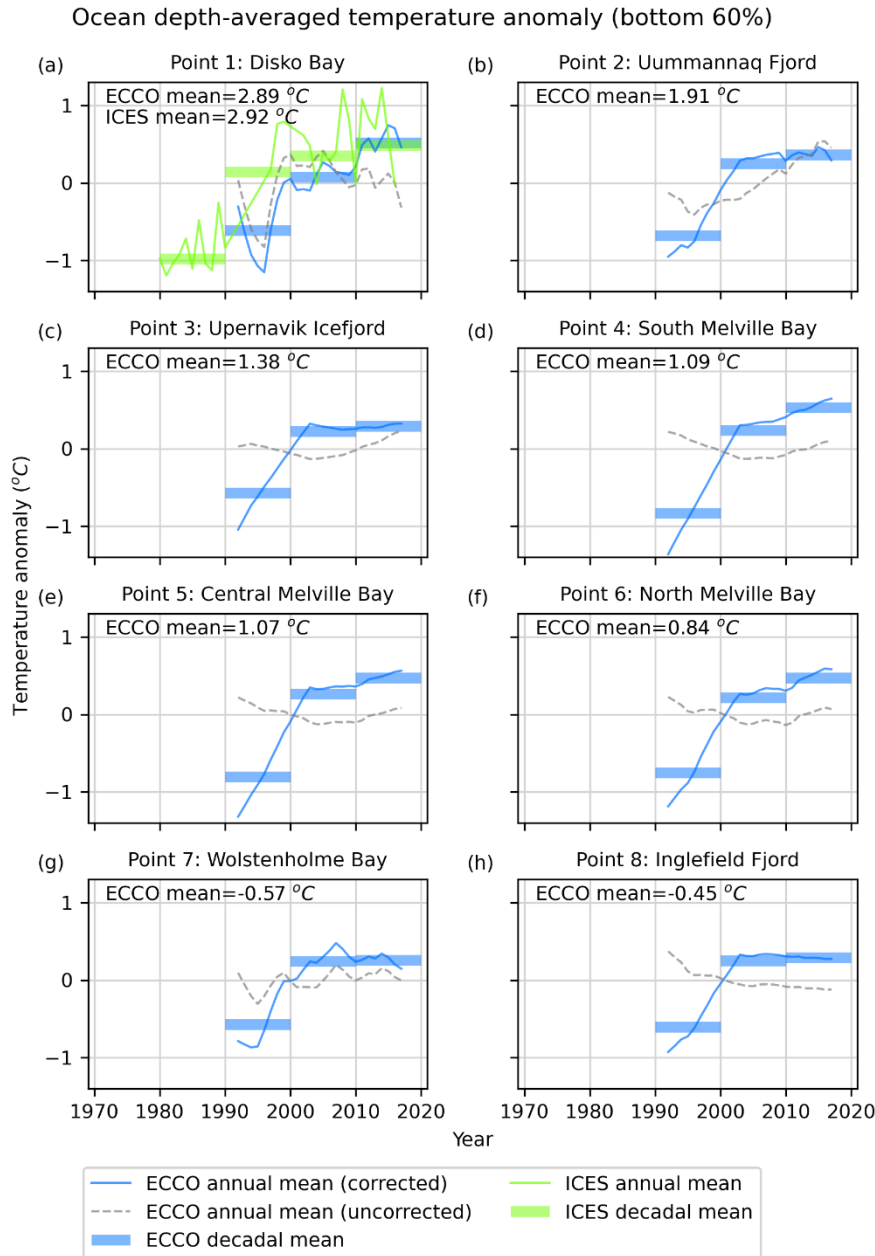 Ocean depth-averaged temperature anomaly (bottom 60%)
(a) Point 1: Disko Bay
ECCO mean=2.89 °C
ICES mean=2.92 °C
1
0
−1
(b) Point 2: Uummannaq Fjord
ECCO mean=1.91 °C
(c) Point 3: Upernavik Icefjord
ECCO mean=1.38 °C
1
0
−1
(d) Point 4: South Melville Bay
ECCO mean=1.09 °C
Temperature anomaly (°C)
(e) Point 5: Central Melville Bay
ECCO mean=1.07 °C
1
0
−1
(f) Point 6: North Melville Bay
ECCO mean=0.84 °C
(g) Point 7: Wolstenholme Bay
ECCO mean=-0.57 °C
1
0
−1
1970 1980 1990 2000 2010 2020
(h) Point 8: Inglefield Fjord
ECCO mean=-0.45 °C
1970 1980 1990 2000 2010 2020
Year
ECCO annual mean (corrected)
ECCO annual mean (uncorrected)
ECCO decadal mean
ICES annual mean
ICES decadal mean